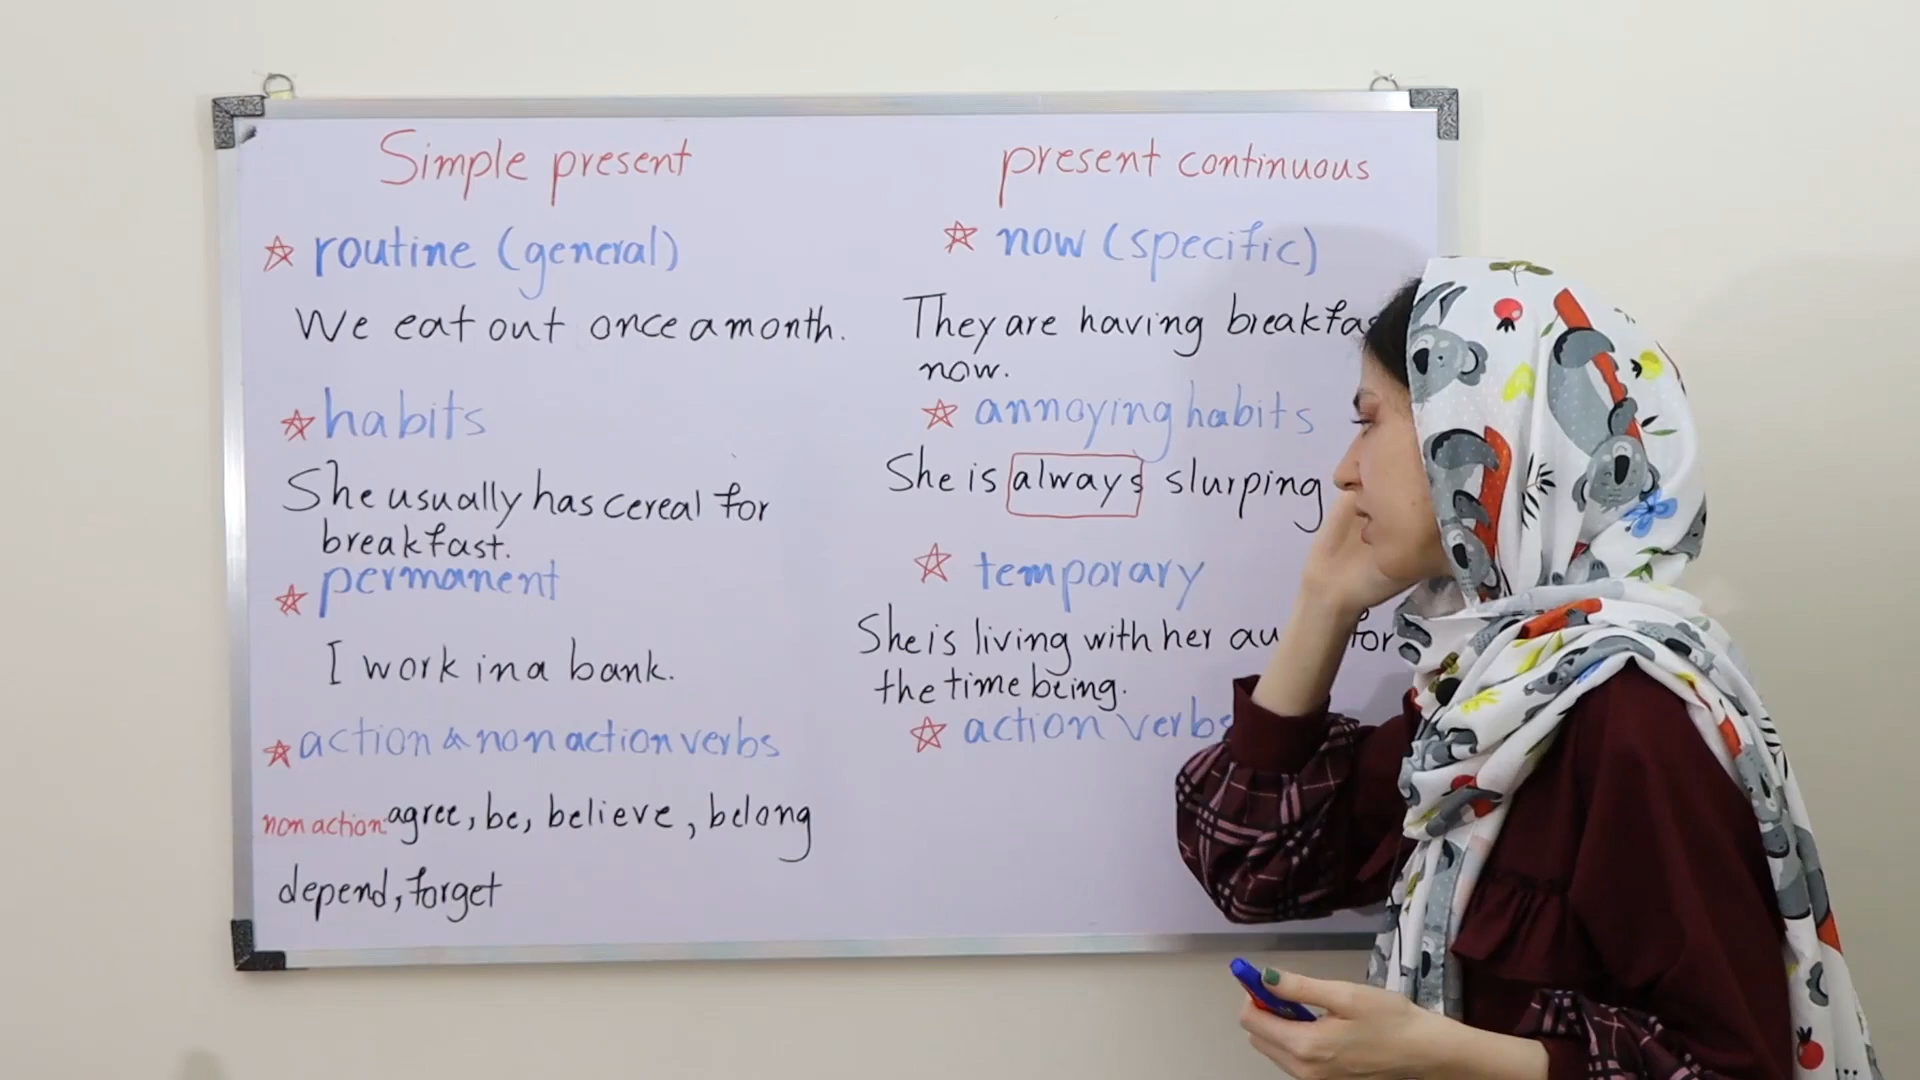 Simple present
☆ routine (general)
We eat out once a month.
☆ habits
She usually has cereal for
breakfast.
☆ permanent
I work in a bank.
☆ action & non action verbs
non action: agree, be, believe, belong
depend, forget
present continuous
☆ now (specific)
They are having
now.
☆ annoying habits
She is always slurping
☆ temporary
She is living with her for
the time being.
☆ action verbs